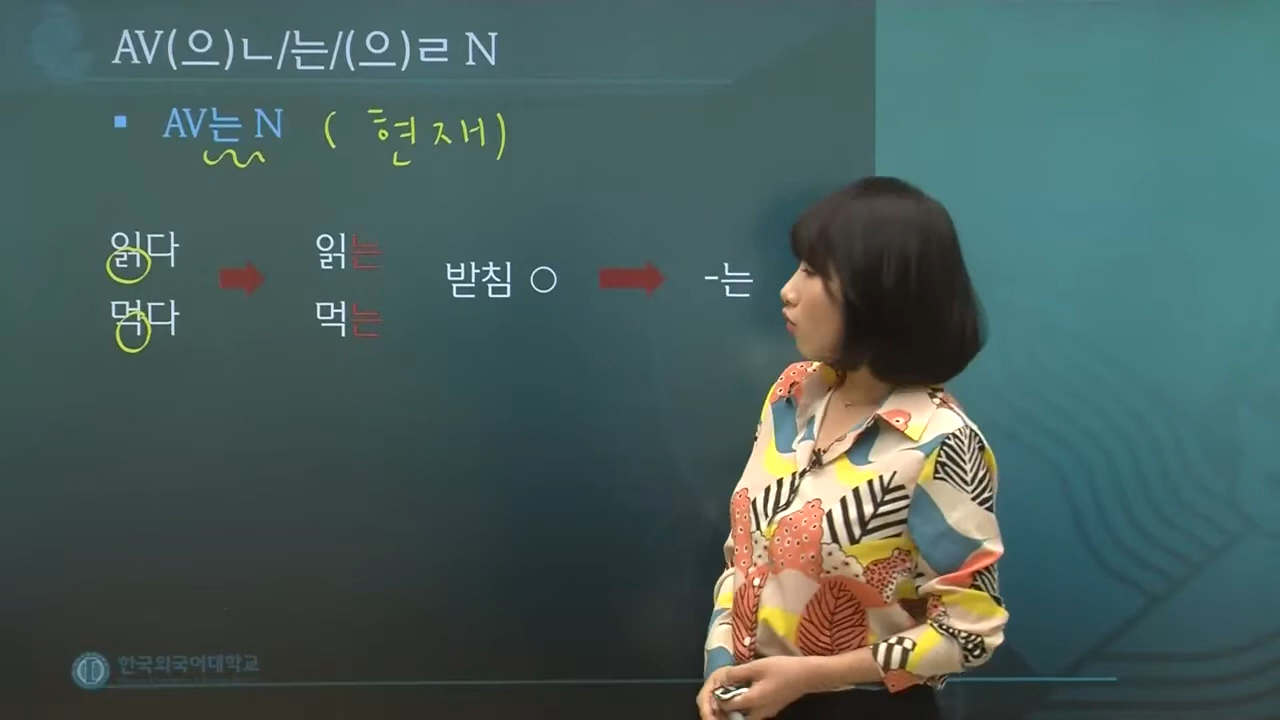 AV(으)ㄴ/는/(으)ㄹ N
▪ AV는 N ( 현재)
읽다 읽는
받침 ○ -는
먹다 먹는
한국외국어대학교